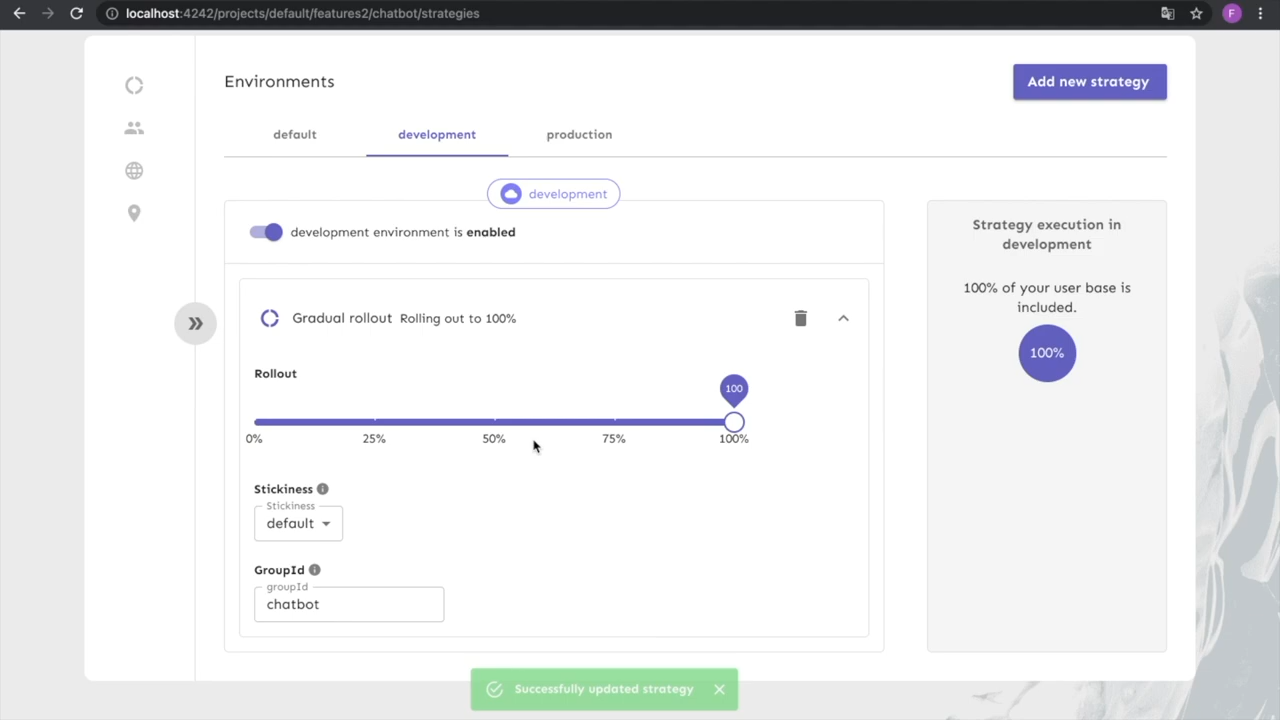 localhost:4242/projects/default/features2/chatbot/strategies
F
Environments
Add new strategy
default
development
production
development
development environment is enabled
Strategy execution in
development
100% of your user base is
included.
100%
Gradual rollout Rolling out to 100%
Rollout
100
0%
25%
50%
75%
100%
Stickiness
Stickiness
default
GroupId
groupId
chatbot
Successfully updated strategy